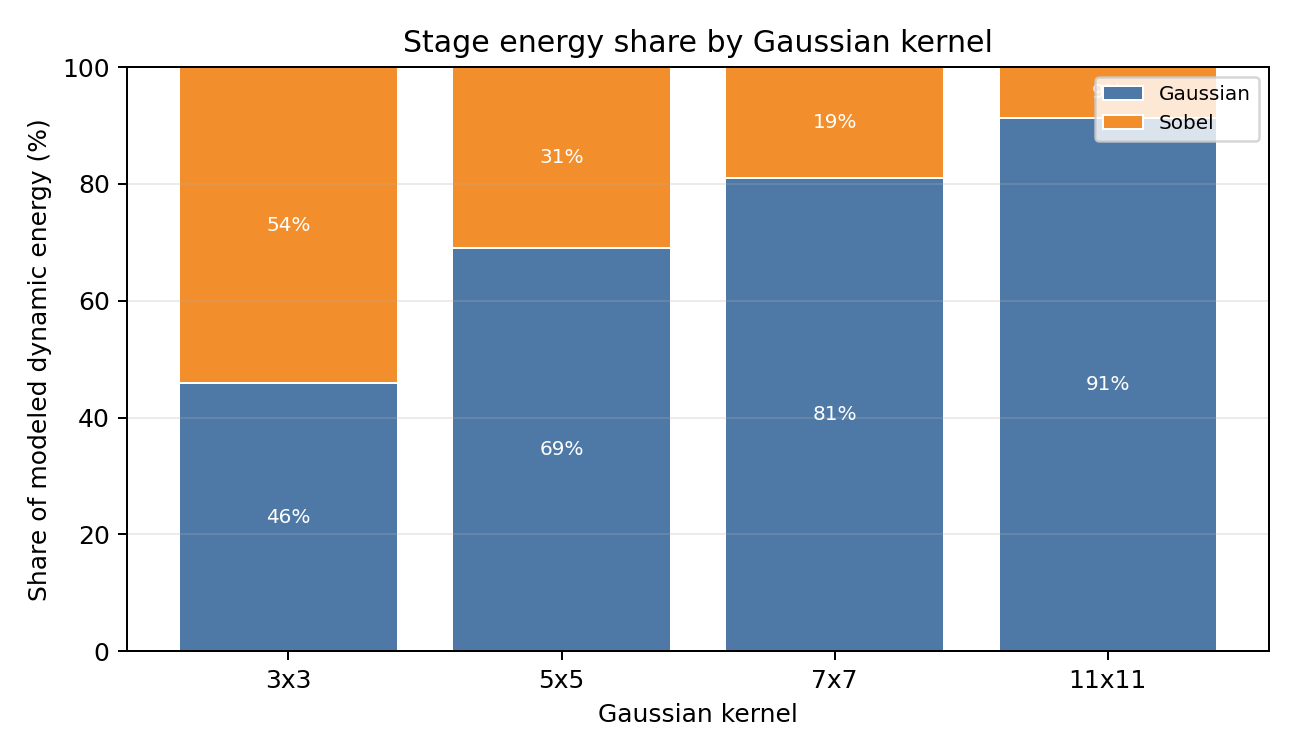 Stage energy share by Gaussian kernel
Share of modeled dynamic energy (%)
100
80
60
40
20
0
54%
46%
31%
69%
19%
81%
91%
Gaussian
Sobel
3x3
5x5
7x7
11x11
Gaussian kernel